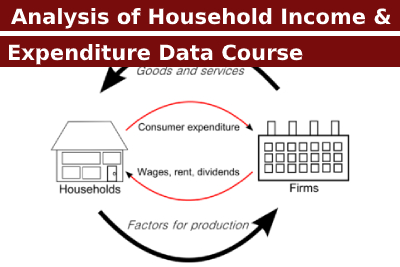 Analysis of Household Income &
Expenditure Data Course
Goods and services
Consumer expenditure
Wages, rent, dividends
Households
Firms
Factors for production